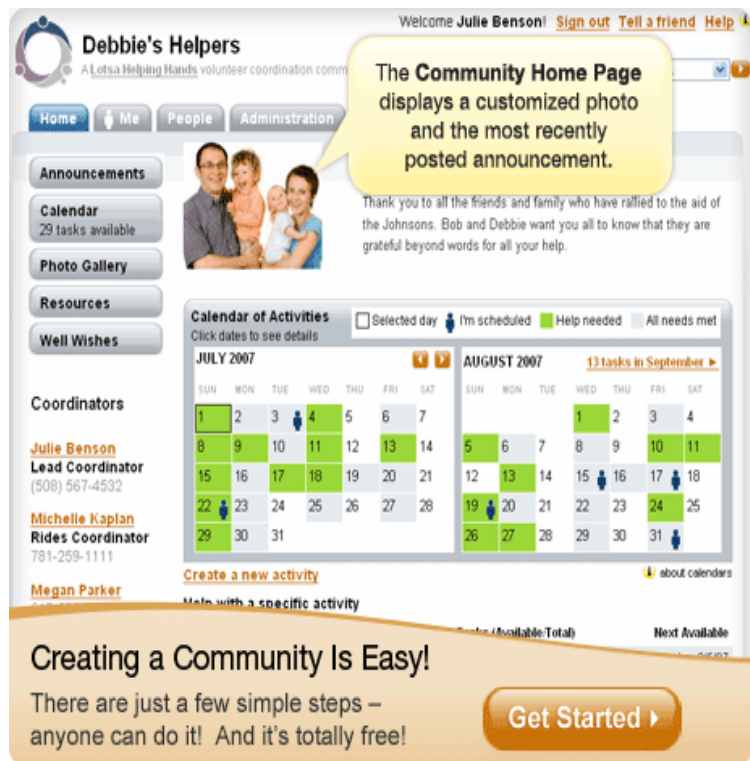 Welcome Julie Benson! Sign out Tell a friend Help
Debbie's Helpers
A Lotsa Helping Hands volunteer coordination comm
The Community Home Page
displays a customized photo
and the most recently
posted announcement.
Home Me People Administration
Announcements
Calendar
29 tasks available
Photo Gallery
Resources
Well Wishes
Thank you to all the friends and family who have rallied to the aid of
the Johnsons. Bob and Debbie want you all to know that they are
grateful beyond words for all your help.
Calendar of Activities
Click dates to see details
Selected day I'm scheduled Help needed All needs met
JULY 2007
SUN MON TUE WED THU FRI SAT
1 2 3 4 5 6 7
8 9 10 11 12 13 14
15 16 17 18 19 20 21
22 23 24 25 26 27 28
29 30 31
AUGUST 2007 13 tasks in September
SUN MON TUE WED THU FRI SAT
1 2 3 4
5 6 7 8 9 10 11
12 13 14 15 16 17 18
19 20 21 22 23 24 25
26 27 28 29 30 31
Coordinators
Julie Benson
Lead Coordinator
(508) 567-4532
Michelle Kaplan
Rides Coordinator
781-259-1111
Megan Parker
Create a new activity
about calendars
Help with a specific activity
(Available/Total) Next Available
Creating a Community Is Easy!
There are just a few simple steps –
anyone can do it! And it's totally free!
Get Started